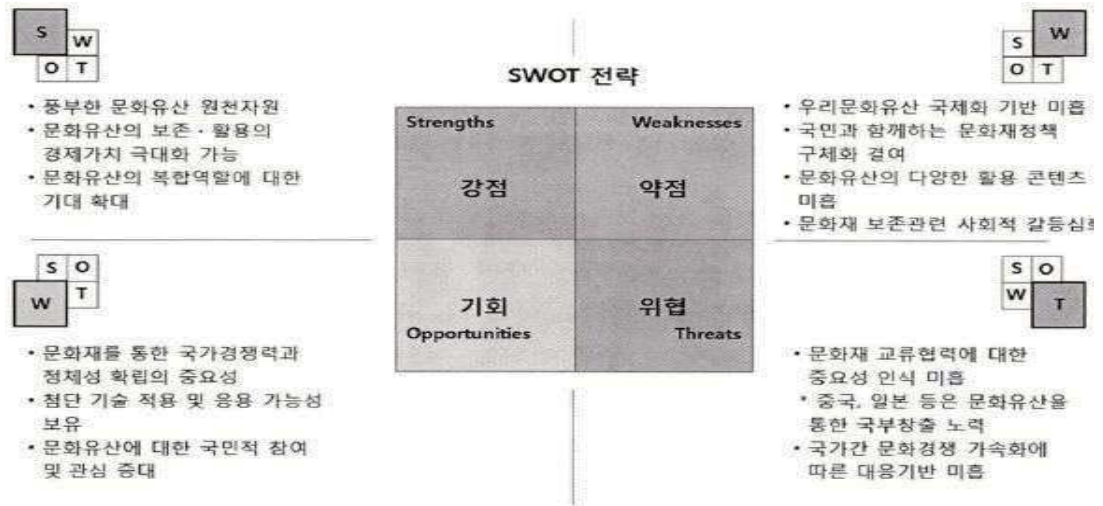 S W
O T
• 풍부한 문화유산 원천자원
• 문화유산의 보존 · 활용의
경제가치 극대화 가능
• 문화유산의 복합역할에 대한
기대 확대
SWOT 전략
Strengths
강점
Weaknesses
약점
기회
Opportunities
위협
Threats
S W
O T
• 우리문화유산 국제화 기반 미흡
• 국민과 함께하는 문화재정책
구체화 결여
• 문화유산의 다양한 활용 콘텐츠
미흡
• 문화재 보존관련 사회적 갈등심화
S O
W T
• 문화재를 통한 국가경쟁력과
정체성 확립의 중요성
• 첨단 기술 적용 및 응용 가능성
보유
• 문화유산에 대한 국민적 참여
및 관심 증대
S O
W T
• 문화재 교류협력에 대한
중요성 인식 미흡
* 중국, 일본 등은 문화유산을
통한 국부창출 노력
• 국가간 문화경쟁 가속화에
따른 대응기반 미흡